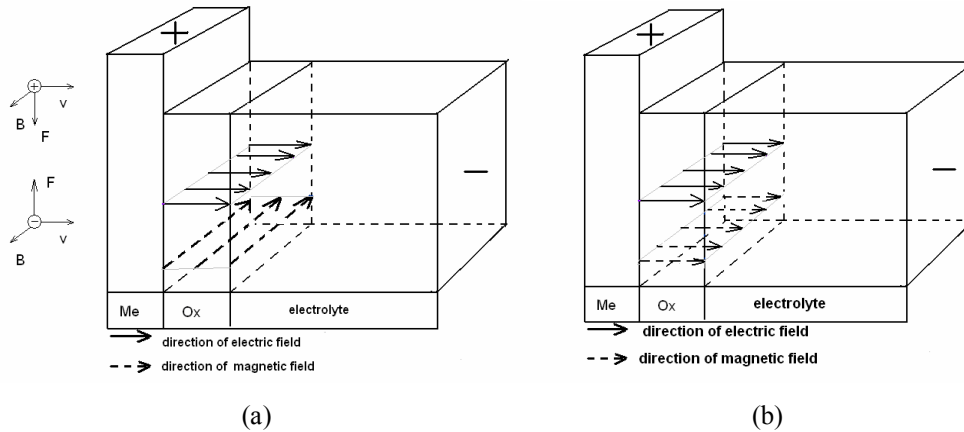 +
+
+
v
B
F
F
−
v
B
−
−
Me
Ox
electrolyte
direction of electric field
direction of magnetic field
Me
Ox
electrolyte
direction of electric field
direction of magnetic field
(a)
(b)